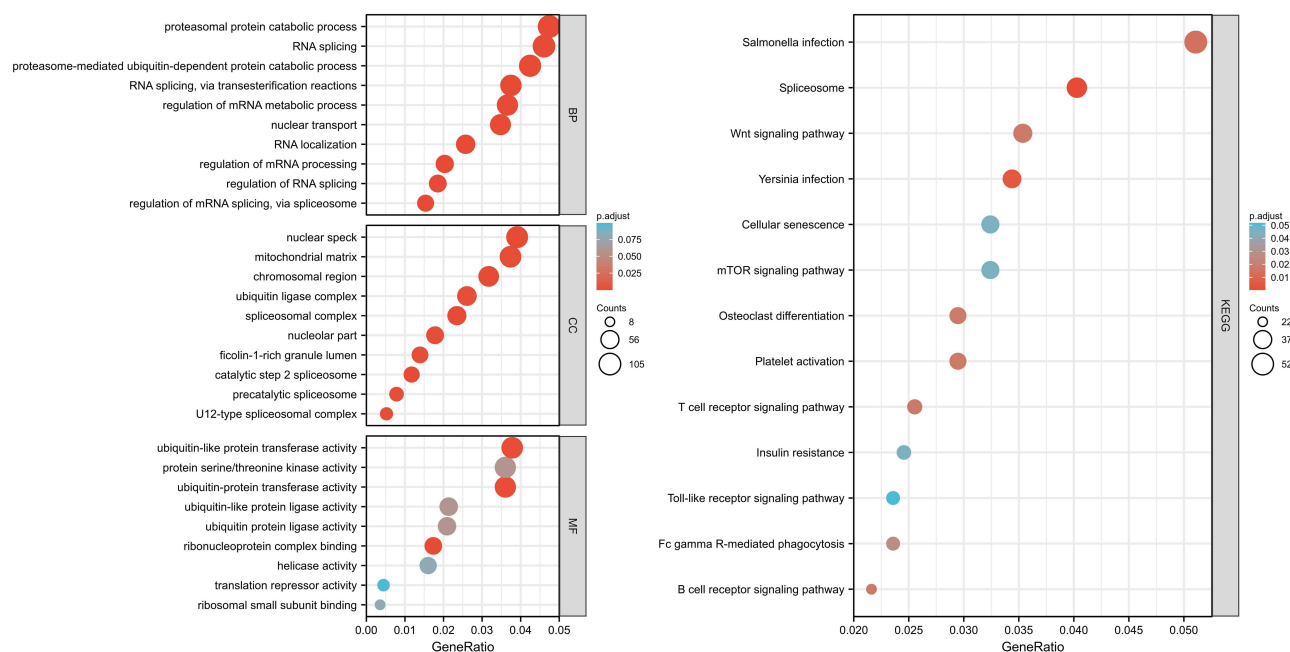 proteasomal protein catabolic process
RNA splicing
proteasome-mediated ubiquitin-dependent protein catabolic process
RNA splicing, via transesterification reactions
regulation of mRNA metabolic process
nuclear transport
RNA localization
regulation of mRNA processing
regulation of RNA splicing
regulation of mRNA splicing, via spliceosome
BP
nuclear speck
mitochondrial matrix
chromosomal region
ubiquitin ligase complex
spliceosomal complex
nucleolar part
ficolin-1-rich granule lumen
catalytic step 2 spliceosome
precatalytic spliceosome
U12-type spliceosomal complex
CC
ubiquitin-like protein transferase activity
protein serine/threonine kinase activity
ubiquitin-protein transferase activity
ubiquitin-like protein ligase activity
ubiquitin protein ligase activity
ribonucleoprotein complex binding
helicase activity
translation repressor activity
ribosomal small subunit binding
MF
0.00 0.01 0.02 0.03 0.04 0.05
GeneRatio
p.adjust
0.075
0.050
0.025
Counts
8
56
105
Salmonella infection
Spliceosome
Wnt signaling pathway
Yersinia infection
Cellular senescence
mTOR signaling pathway
Osteoclast differentiation
Platelet activation
T cell receptor signaling pathway
Insulin resistance
Toll-like receptor signaling pathway
Fc gamma R-mediated phagocytosis
B cell receptor signaling pathway
KEGG
0.020 0.025 0.030 0.035 0.040 0.045 0.050
GeneRatio
p.adjust
0.05
0.04
0.03
0.02
0.01
Counts
22
37
52